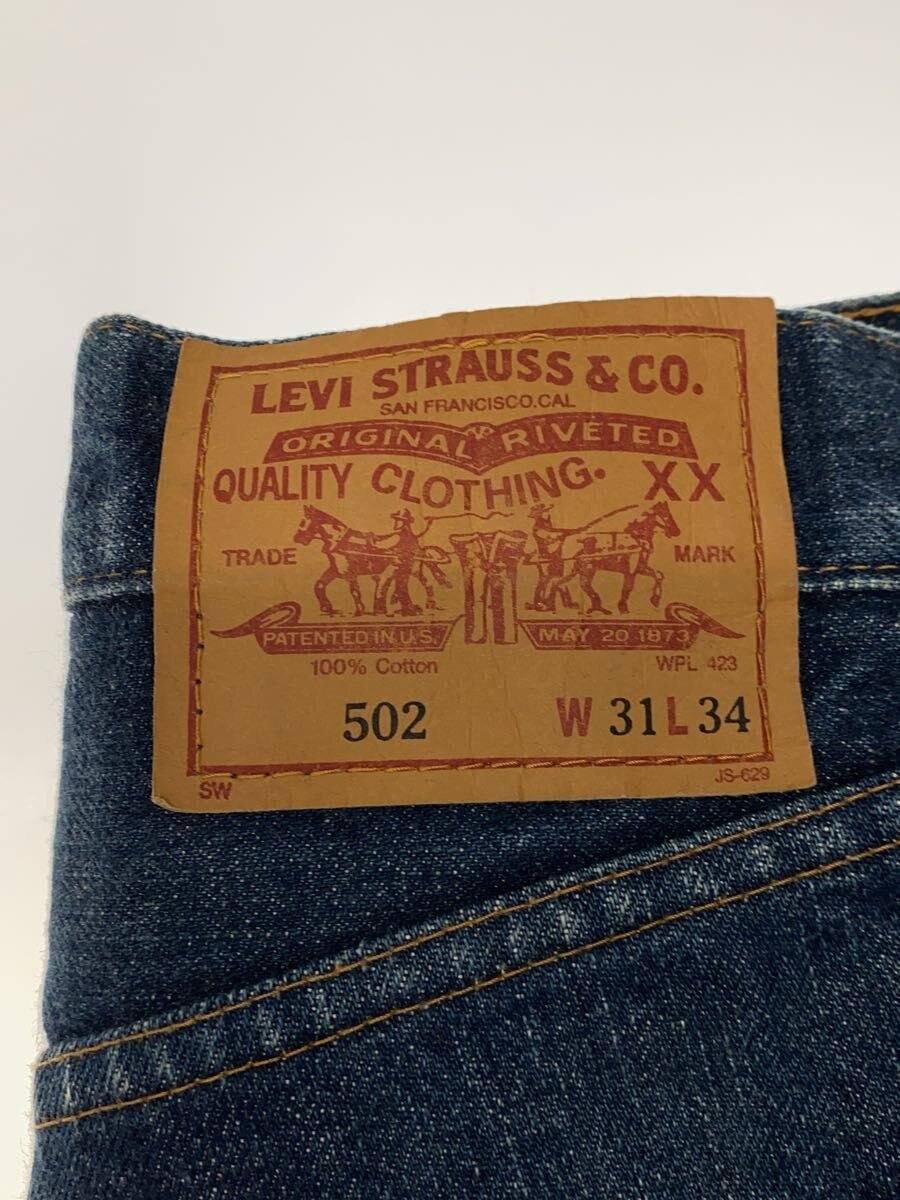 LEVI STRAUSS & CO.
SAN FRANCISCO.CAL
ORIGINAL RIVETED
QUALITY CLOTHING. XX
TRADE MARK
PATENTED IN U.S. MAY 20 1873
100% Cotton WPL 423
502 W 31 L 34
SW JS-629